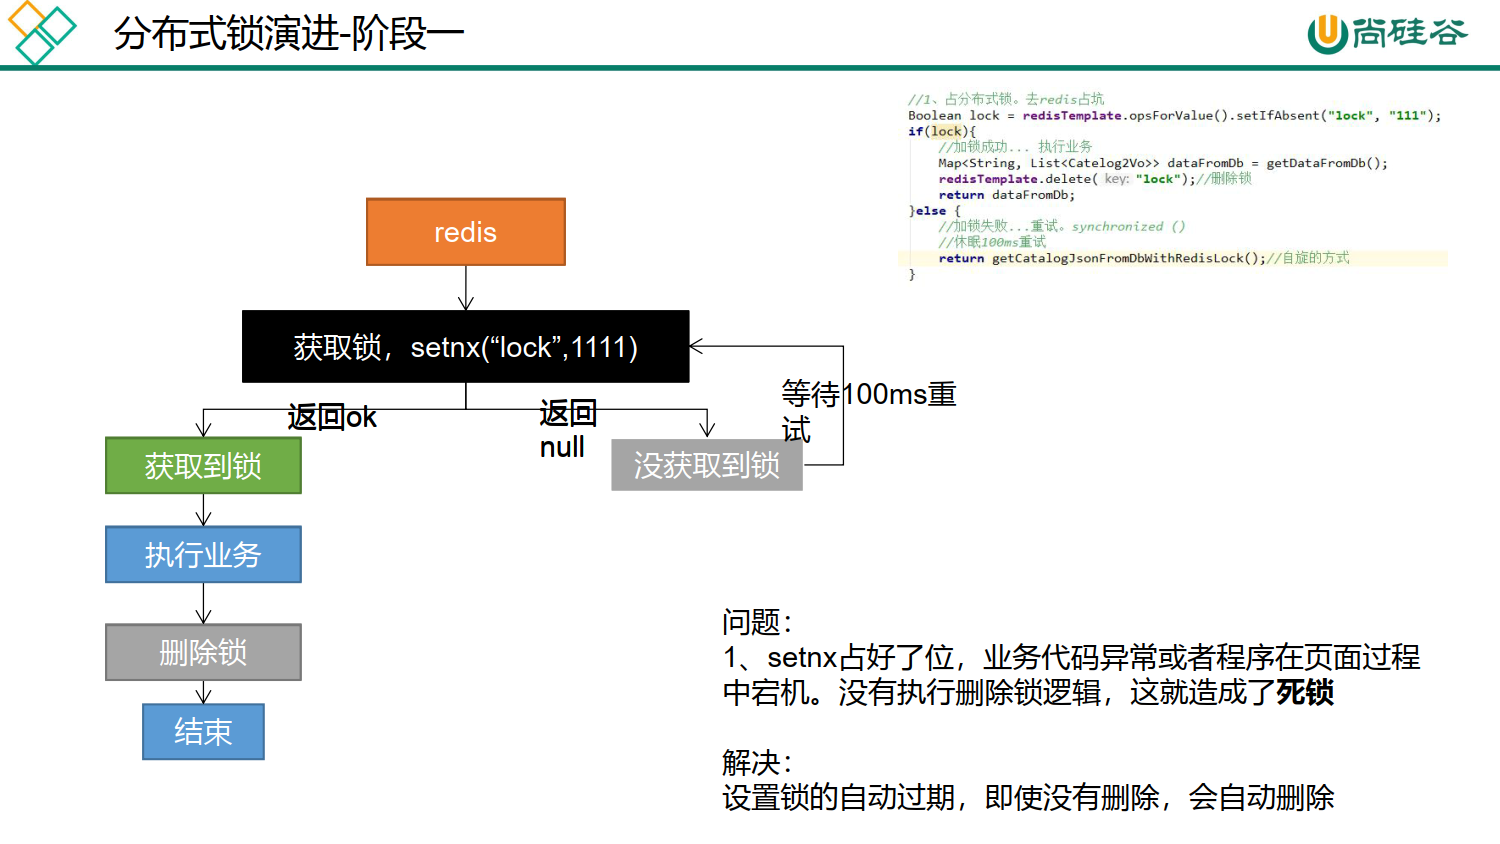 分布式锁演进-阶段一
尚硅谷
//1、占分布式锁。去redis占坑
Boolean lock = redisTemplate.opsForValue().setIfAbsent("lock", "111");
if(lock){
//加锁成功... 执行业务
Map<String, List<Catelog2Vo>> dataFromDb = getDataFromDb();
redisTemplate.delete( key: "lock");//删除锁
return dataFromDb;
}else {
//加锁失败...重试。synchronized ()
//休眠100ms重试
return getCatalogJsonFromDbWithRedisLock();//自旋的方式
}
redis
获取锁，setnx(“lock”,1111)
等待100ms重
试
返回ok
返回
null
获取到锁
没获取到锁
执行业务
删除锁
结束
问题：
1、setnx占好了位，业务代码异常或者程序在页面过程
中宕机。没有执行删除锁逻辑，这就造成了死锁
解决：
设置锁的自动过期，即使没有删除，会自动删除